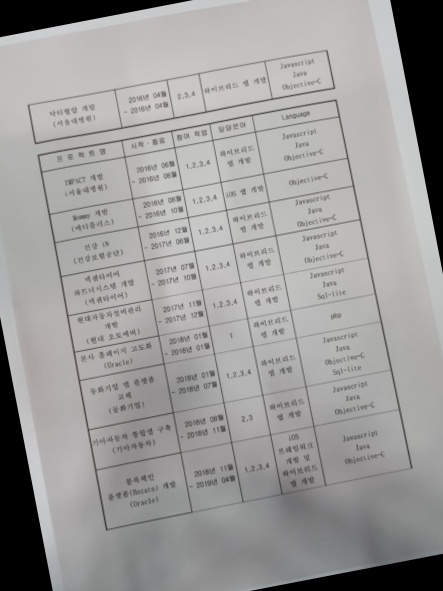 닥터혈압 개발
(서울대병원)
2016년 04월
~ 2016년 04월
2,3,4
하이브리드 앱 개발
Javascript
Java
Objective-C
프 로 젝 트 명
시작 - 종료
참여 작업
담당분야
Language
IMPACT 개발
(서울대병원)
2016년 06월
~ 2016년 08월
1,2,3,4
하이브리드
앱 개발
Javascript
Java
Objective-C
Mommy 개발
(메디플러스)
2016년 08월
~ 2016년 10월
1,2,3,4
iOS 앱 개발
Objective-C
건강 iN
(건강보험공단)
2016년 12월
~ 2017년 06월
1,2,3,4
하이브리드
앱 개발
Javascript
Java
Objective-C
넥센타이어
파트너시스템 개발
(넥센타이어)
2017년 07월
~ 2017년 10월
1,2,3,4
하이브리드
앱 개발
Javascript
Java
Objective-C
현대자동차설비관리
개발
(현대 오토에버)
2017년 11월
~ 2017년 12월
1,2,3,4
하이브리드
앱 개발
Javascript
Java
Sql-lite
본사 홈페이지 고도화
(Uracle)
2018년 01월
~ 2018년 01월
1
하이브리드
앱 개발
php
동화기업 앱 플랫폼
교체
(동화기업)
2018년 01월
~ 2018년 07월
1,2,3,4
하이브리드
앱 개발
Javascript
Java
Objective-C
Sql-lite
기아자동차 통합앱 구축
(기아자동차)
2018년 08월
~ 2018년 11월
2,3
하이브리드
앱 개발
Javascript
Java
Objective-C
블록체인
플랫폼(Hecate) 개발
(Uracle)
2018년 11월
~ 2019년 04월
1,2,3,4
iOS
프레임워크
개발 및
하이브리드
앱 개발
Javascript
Java
Objective-C